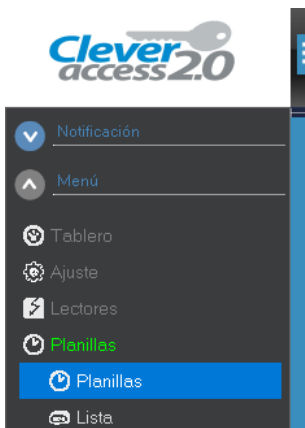 Clever
access2.0
Notificación
Menú
Tablero
Ajuste
Lectores
Planillas
Planillas
Lista